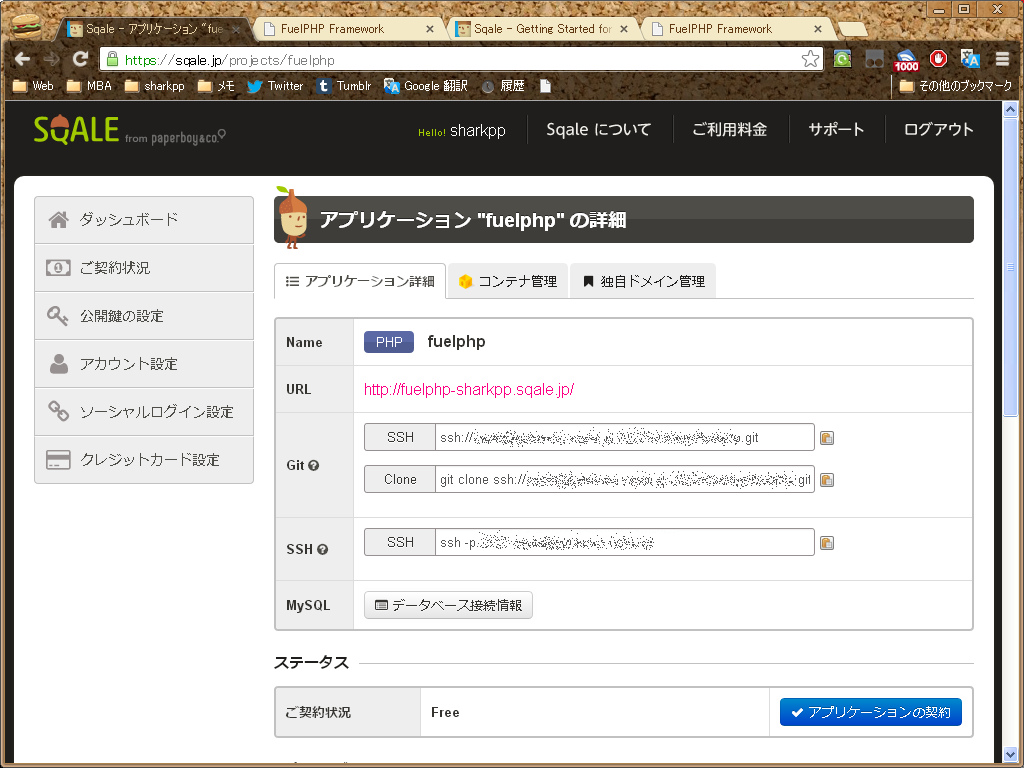 Sqale - アプリケーション "fue
FuelPHP Framework
Sqale - Getting Started for
FuelPHP Framework
https://sqale.jp/projects/fuelphp
1000
Web
MBA
sharkpp
メモ
Twitter
Tumblr
Google 翻訳
履歴
その他のブックマーク
SQALE from paperboy&co.
Hello! sharkpp
Sqale について
ご利用料金
サポート
ログアウト
ダッシュボード
ご契約状況
公開鍵の設定
アカウント設定
ソーシャルログイン設定
クレジットカード設定
アプリケーション "fuelphp" の詳細
アプリケーション詳細
コンテナ管理
独自ドメイン管理
Name
PHP fuelphp
URL
http://fuelphp-sharkpp.sqale.jp/
Git
SSH ssh:// .git
Clone git clone ssh:// git
SSH
SSH ssh -p
MySQL
データベース接続情報
ステータス
ご契約状況
Free
アプリケーションの契約